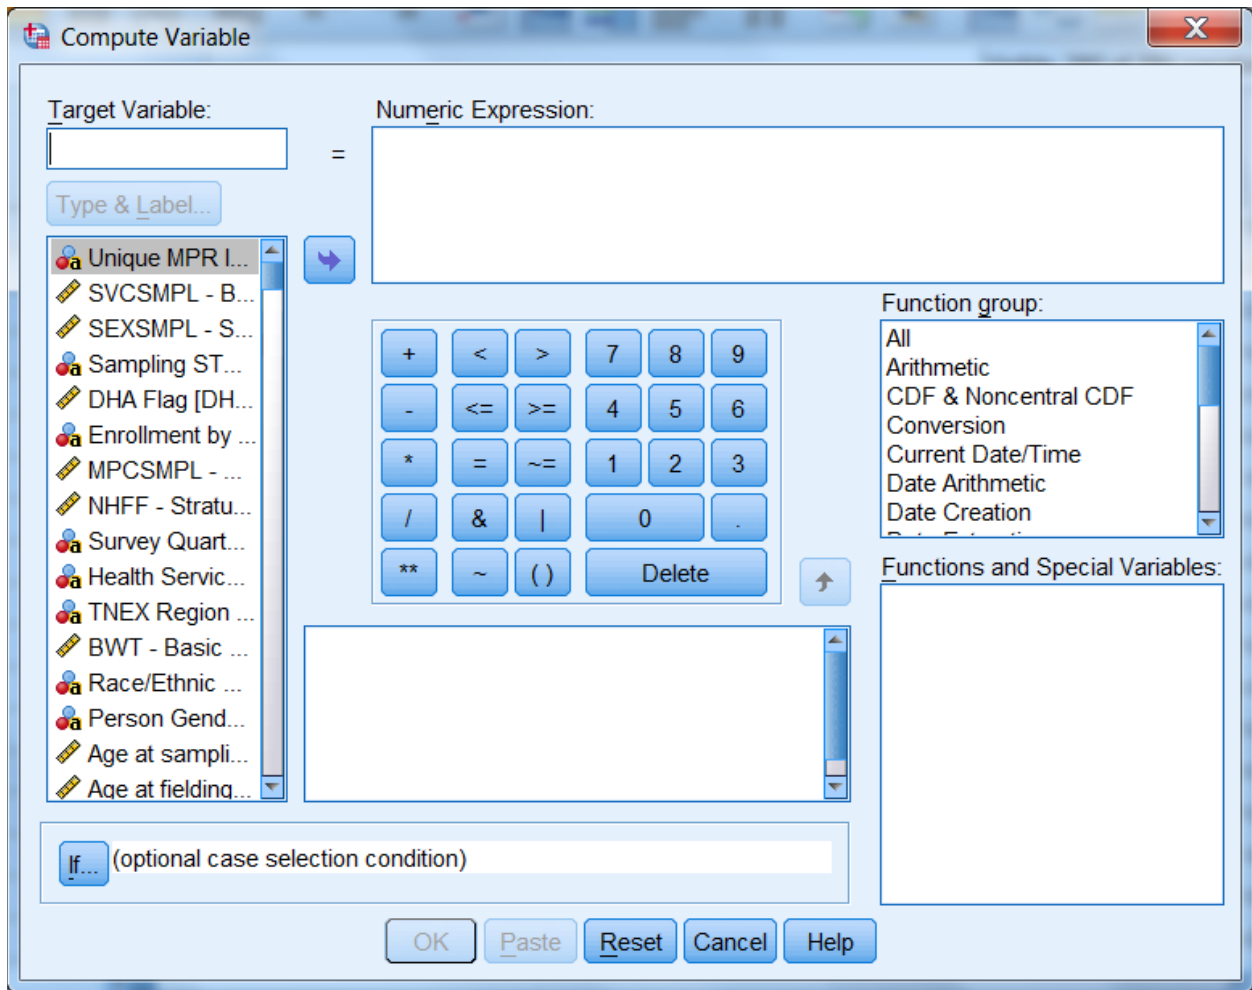 Compute Variable
Target Variable:
Numeric Expression:
=
Type & Label...
Unique MPR I...
SVCSMPL - B...
SEXSMPL - S...
Sampling ST...
DHA Flag [DH...
Enrollment by ...
MPCSMPL - ...
NHFF - Stratu...
Survey Quart...
Health Servic...
TNEX Region ...
BWT - Basic ...
Race/Ethnic ...
Person Gend...
Age at sampli...
Age at fielding...
+ < > 7 8 9
- <= >= 4 5 6
* = ~= 1 2 3
/ & | 0 .
** ~ ( ) Delete
Function group:
All
Arithmetic
CDF & Noncentral CDF
Conversion
Current Date/Time
Date Arithmetic
Date Creation
Functions and Special Variables:
If... (optional case selection condition)
OK Paste Reset Cancel Help